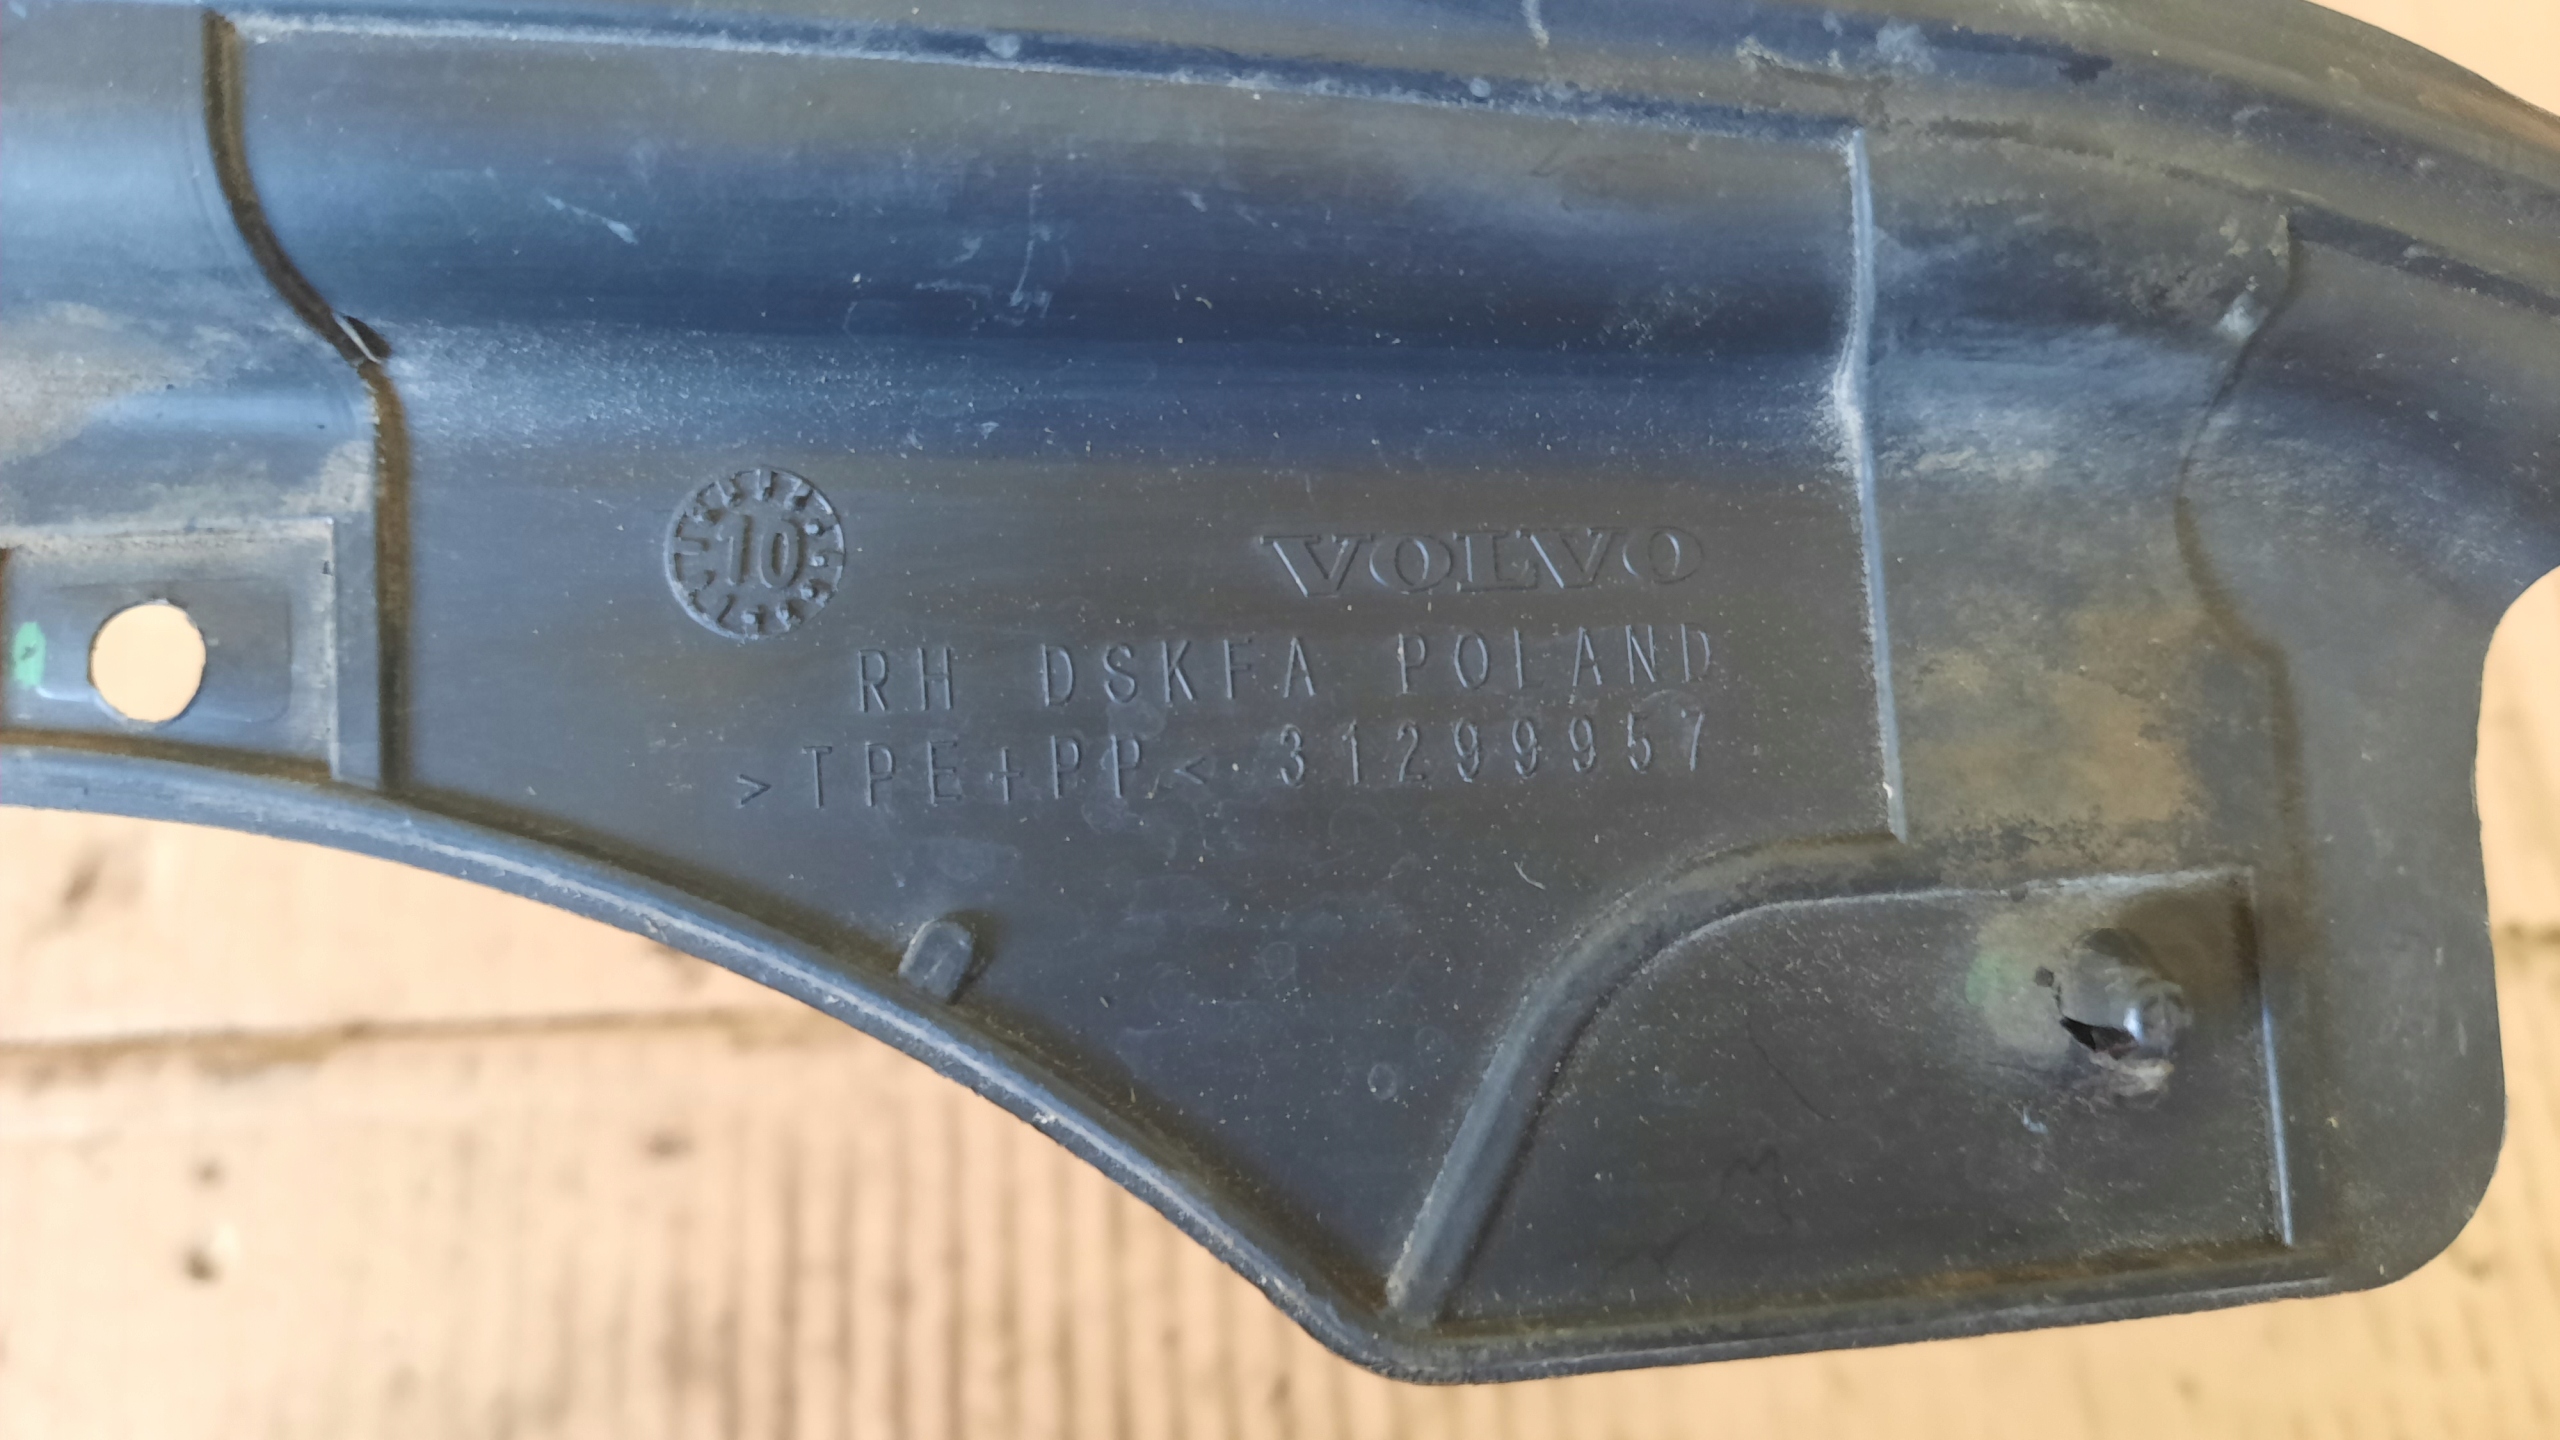 10
VOLVO
RH DSKFA POLAND
>TPE+PP< 31299957